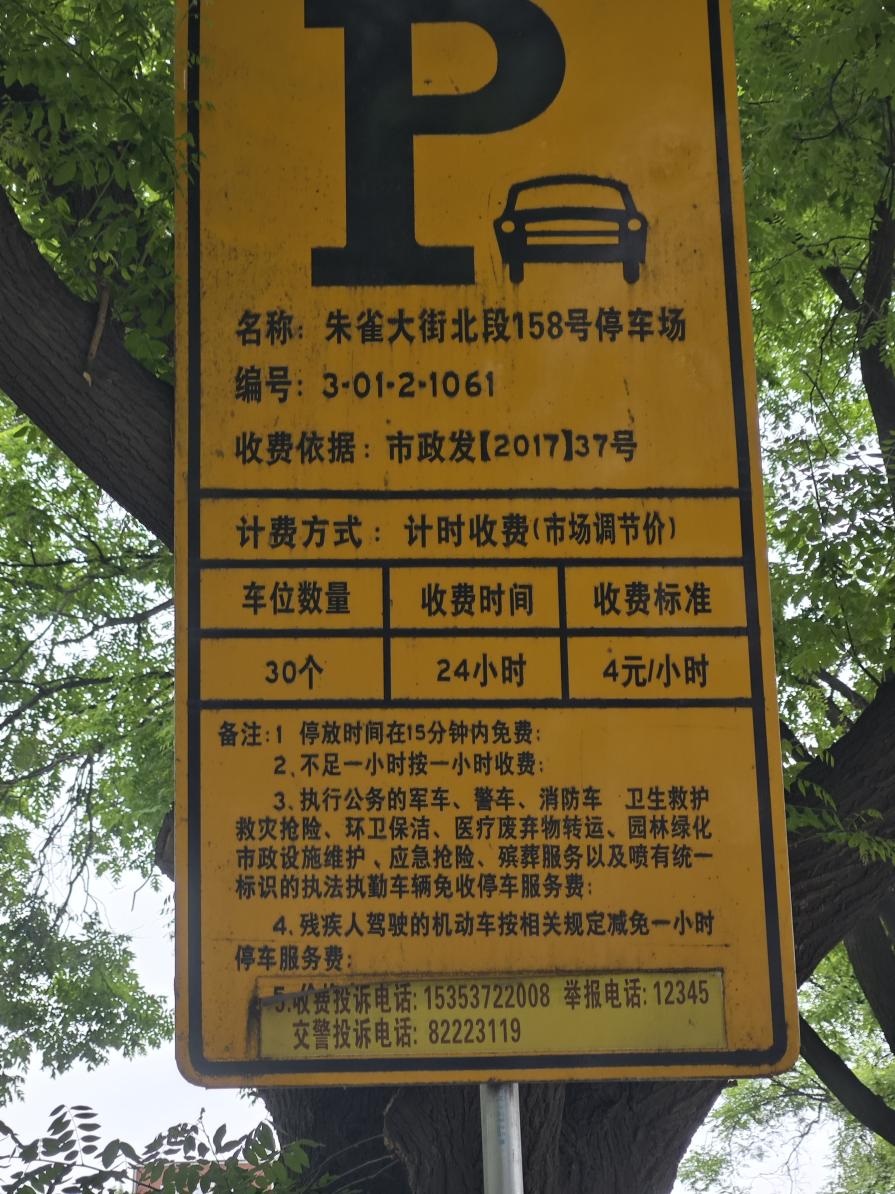 P
名称：朱雀大街北段158号停车场
编号：3-01-2-1061
收费依据：市政发【2017】37号
计费方式：计时收费(市场调节价)
车位数量 收费时间 收费标准
30个 24小时 4元/小时
备注:1 停放时间在15分钟内免费;
2、不足一小时按一小时收费;
3、执行公务的军车、警车、消防车 卫生救护
救灾抢险、环卫保洁、医疗废弃物转运、园林绿化
市政设施维护、应急抢险、殡葬服务以及喷有统一
标识的执法执勤车辆免收停车服务费;
4、残疾人驾驶的机动车按相关规定减免一小时
停车服务费;
5.收费投诉电话:15353722008 举报电话:12345
交警投诉电话:82223119